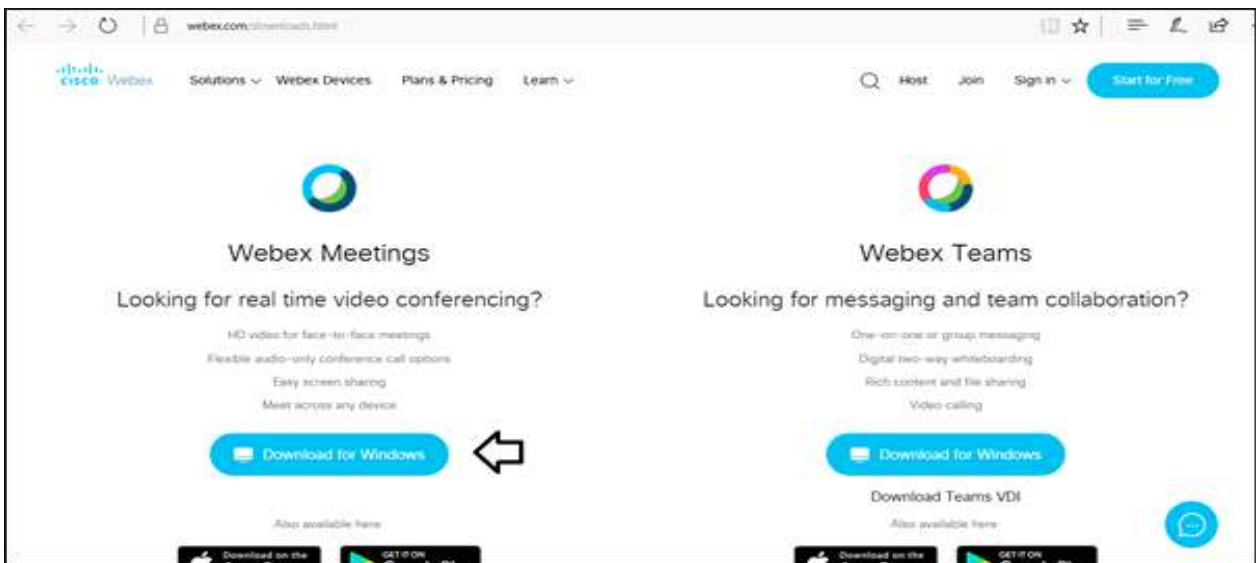 webex.com/downloads.html
cisco Webex
Solutions Webex Devices Plans & Pricing Learn
Host Join Sign in Start for Free
Webex Meetings
Looking for real time video conferencing?
HD video for face-to-face meetings
Flexible audio-only conference call options
Easy screen sharing
Meet across any device
Download for Windows
Also available here
Download on the
GET IT ON
Webex Teams
Looking for messaging and team collaboration?
One-on-one or group messaging
Digital two-way whiteboarding
Rich content and file sharing
Video calling
Download for Windows
Download Teams VDI
Also available here
Download on the
GET IT ON